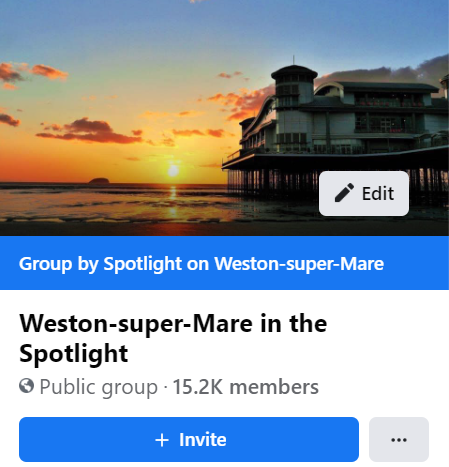 Edit
Group by Spotlight on Weston-super-Mare
Weston-super-Mare in the
Spotlight
Public group · 15.2K members
+ Invite